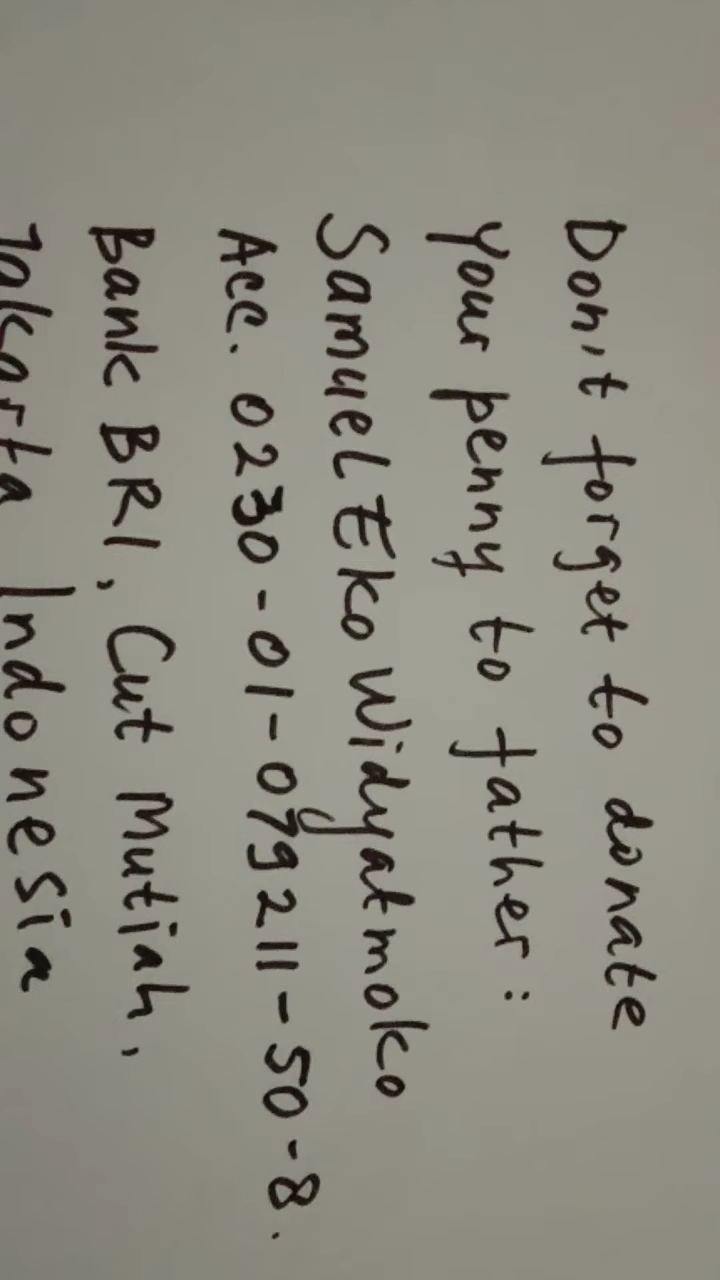 Don't forget to donate
Your penny to father:
Samuel Eko Widyatmoko
Acc. 0230-01-079211-50-8.
Bank BRI, Cut Mutiah,
Jakarta Indonesia